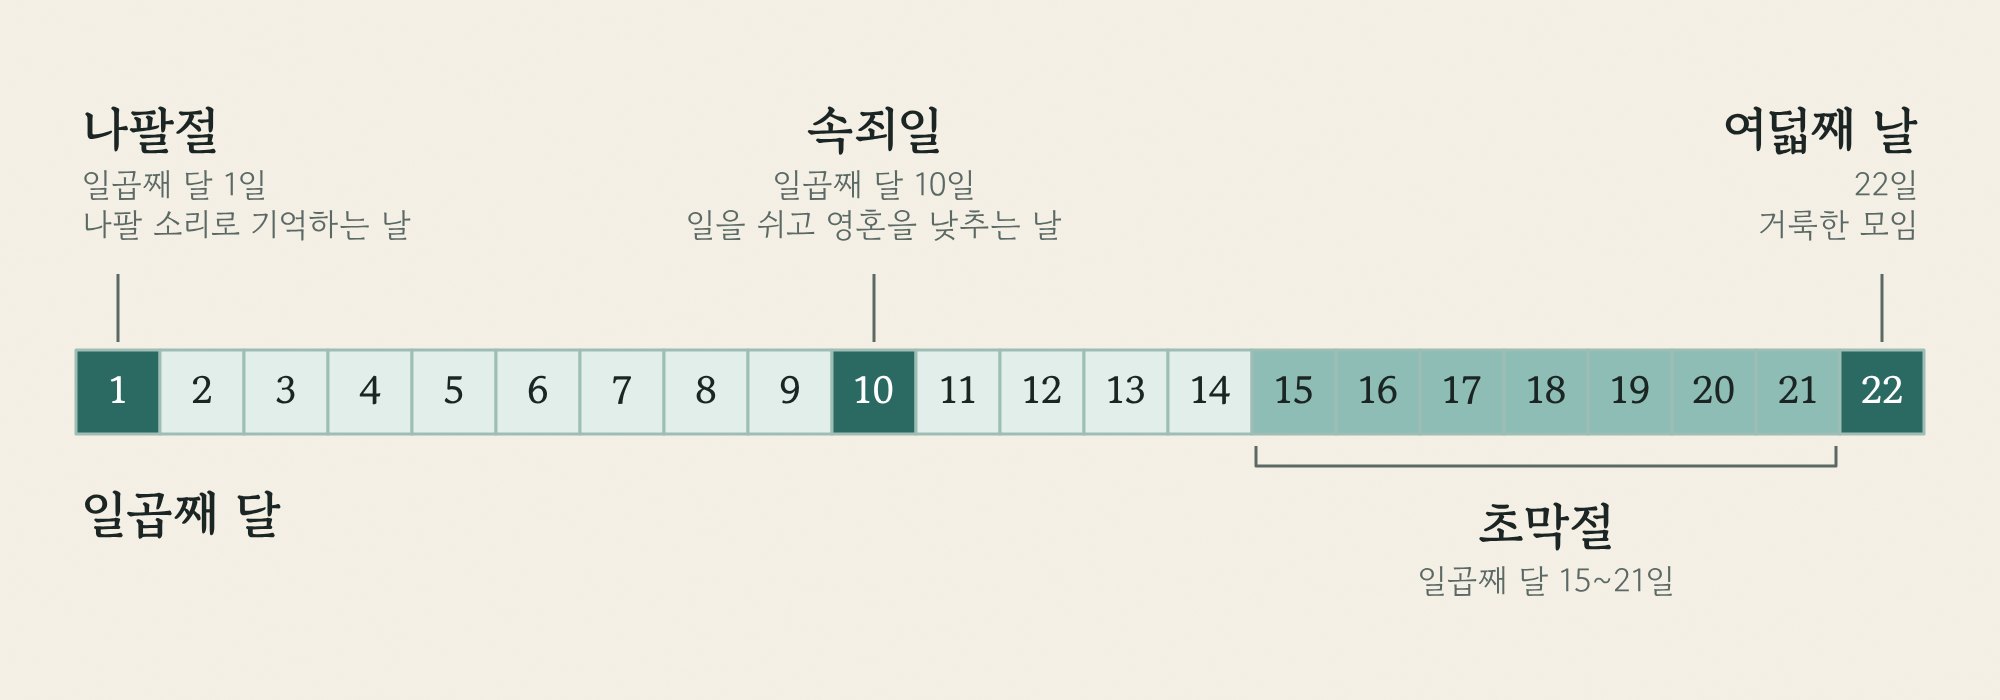 나팔절
일곱째 달 1일
나팔 소리로 기억하는 날
속죄일
일곱째 달 10일
일을 쉬고 영혼을 낮추는 날
여덟째 날
22일
거룩한 모임
1 2 3 4 5 6 7 8 9 10 11 12 13 14 15 16 17 18 19 20 21 22
일곱째 달
초막절
일곱째 달 15~21일